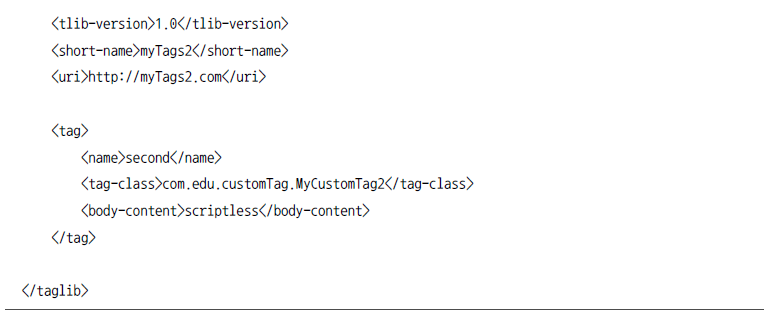 <tlib-version>1.0</tlib-version>
<short-name>myTags2</short-name>
<uri>http://myTags2.com</uri>
<tag>
<name>second</name>
<tag-class>com.edu.customTag.MyCustomTag2</tag-class>
<body-content>scriptless</body-content>
</tag>
</taglib>